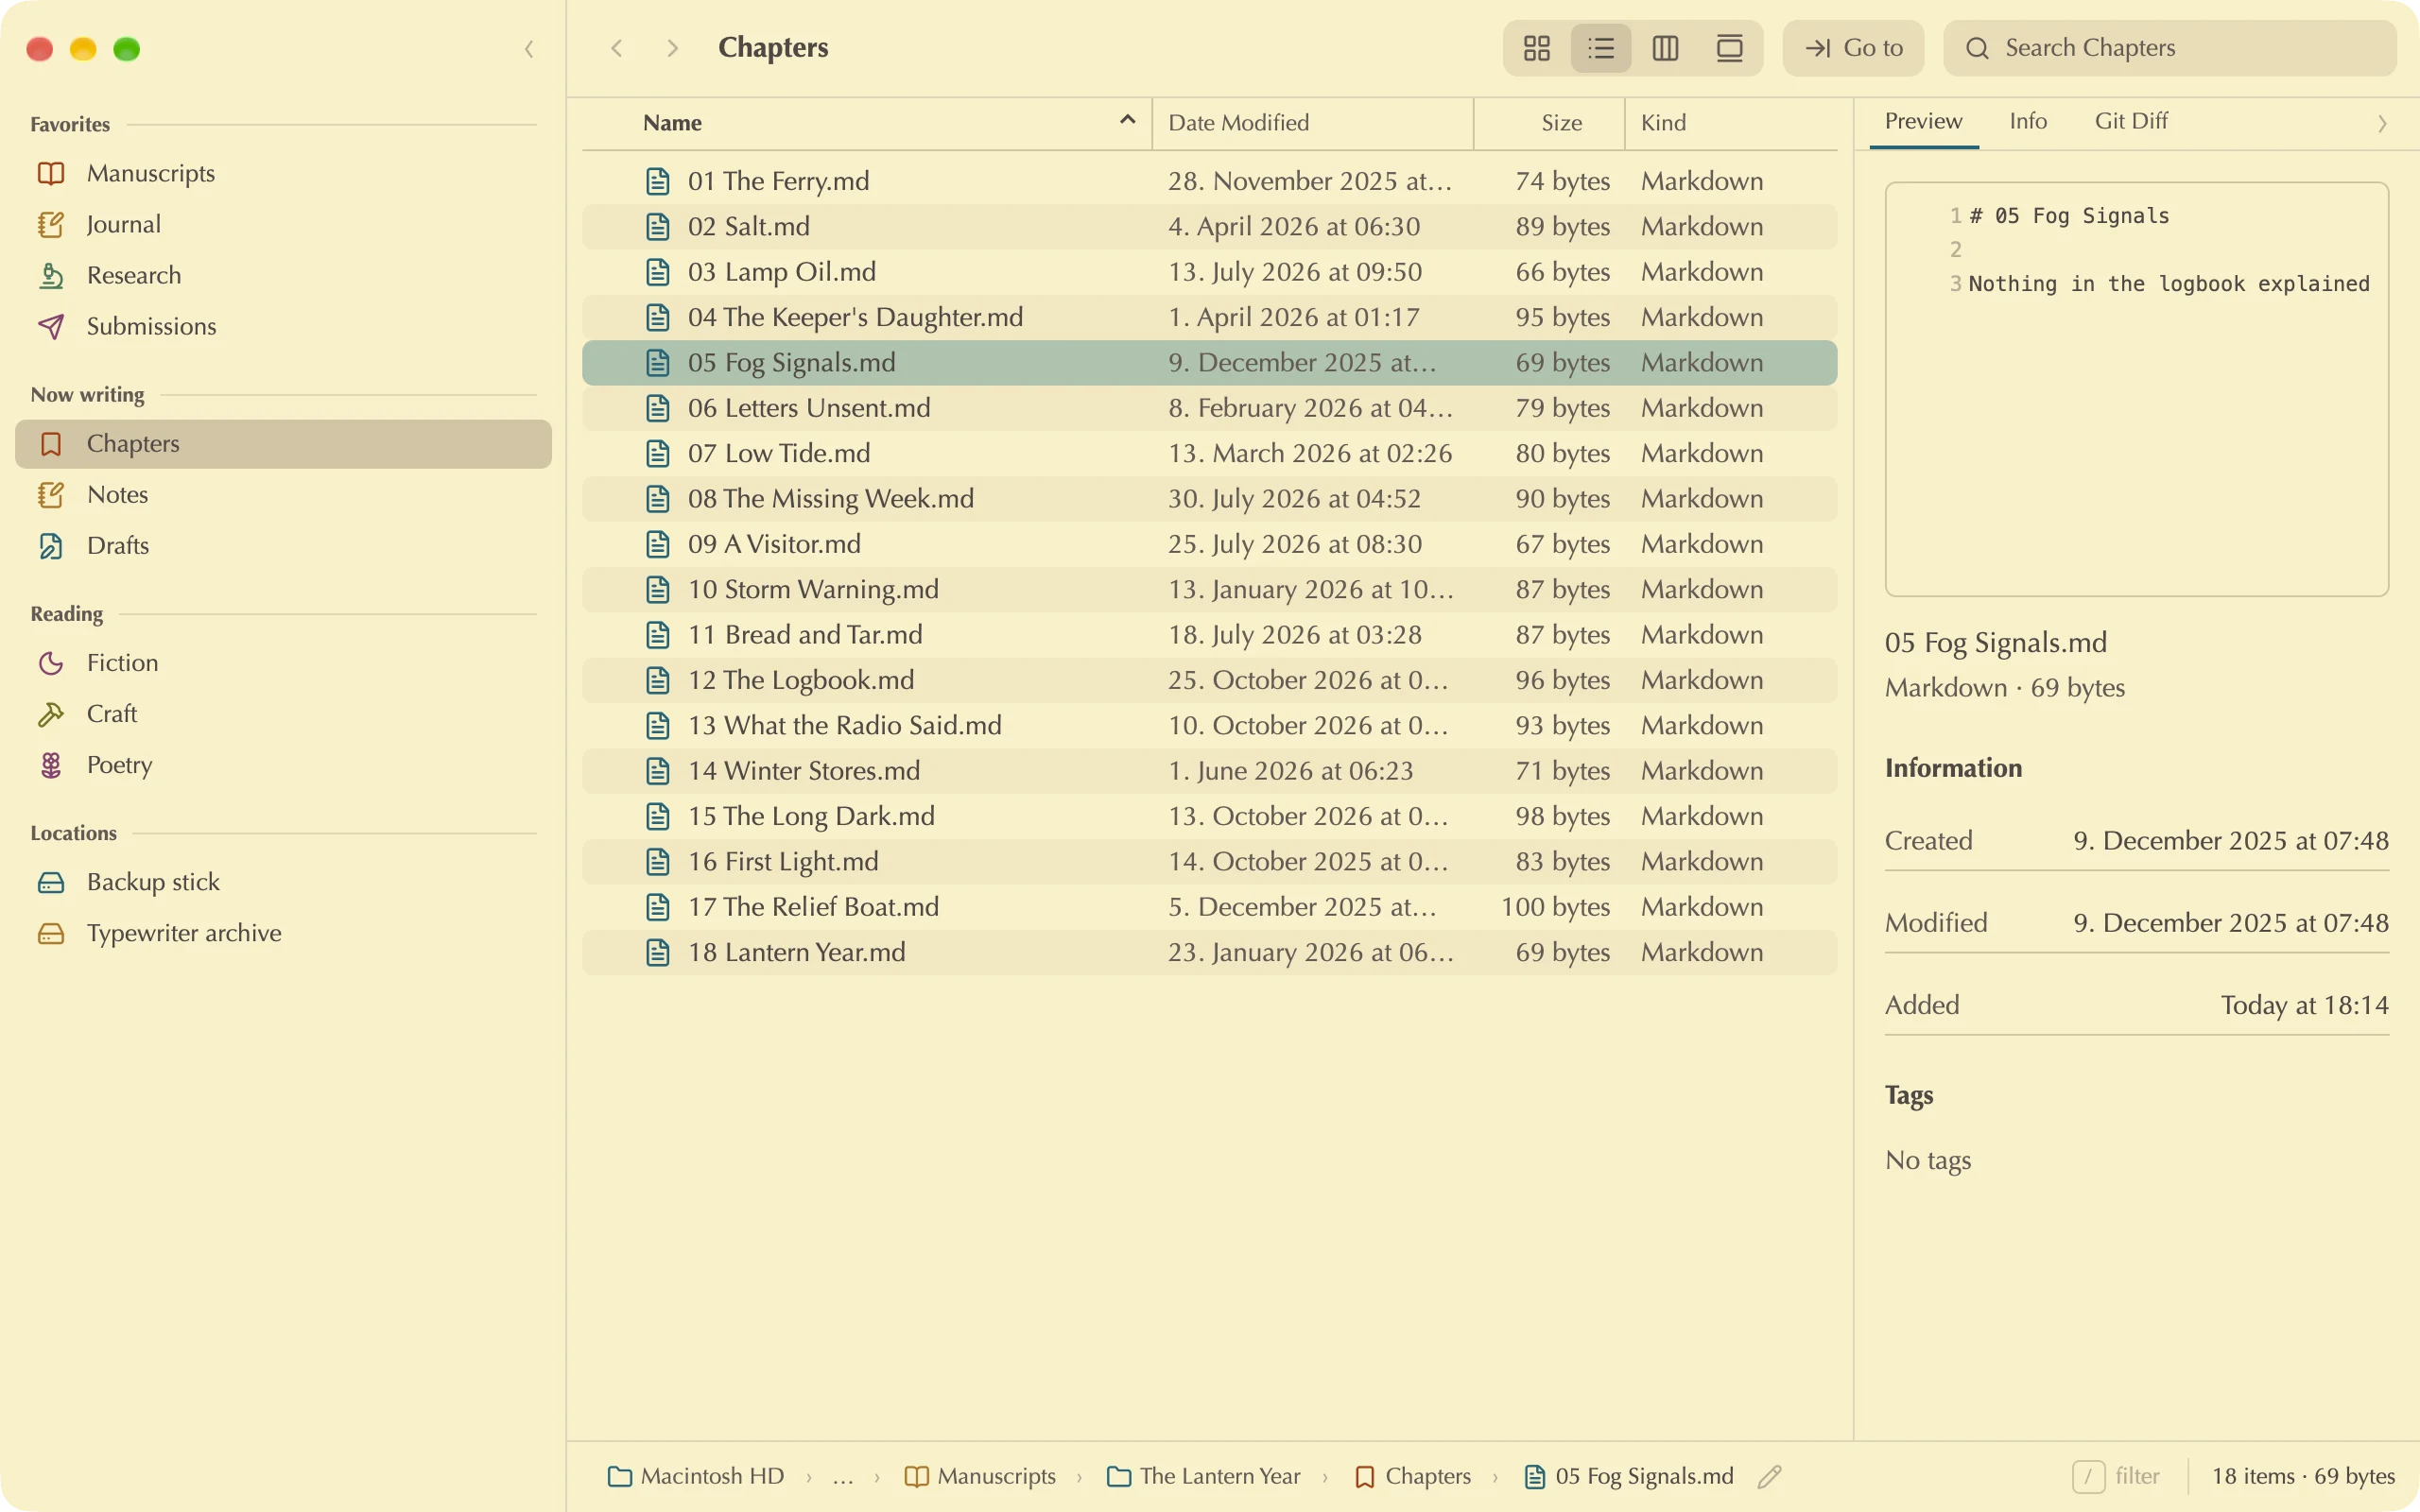 Favorites
Manuscripts
Journal
Research
Submissions
Now writing
Chapters
Notes
Drafts
Reading
Fiction
Craft
Poetry
Locations
Backup stick
Typewriter archive
Chapters
Go to
Search Chapters
Name Date Modified Size Kind
01 The Ferry.md 28. November 2025 at… 74 bytes Markdown
02 Salt.md 4. April 2026 at 06:30 89 bytes Markdown
03 Lamp Oil.md 13. July 2026 at 09:50 66 bytes Markdown
04 The Keeper's Daughter.md 1. April 2026 at 01:17 95 bytes Markdown
05 Fog Signals.md 9. December 2025 at… 69 bytes Markdown
06 Letters Unsent.md 8. February 2026 at 04… 79 bytes Markdown
07 Low Tide.md 13. March 2026 at 02:26 80 bytes Markdown
08 The Missing Week.md 30. July 2026 at 04:52 90 bytes Markdown
09 A Visitor.md 25. July 2026 at 08:30 67 bytes Markdown
10 Storm Warning.md 13. January 2026 at 10… 87 bytes Markdown
11 Bread and Tar.md 18. July 2026 at 03:28 87 bytes Markdown
12 The Logbook.md 25. October 2026 at 0… 96 bytes Markdown
13 What the Radio Said.md 10. October 2026 at 0… 93 bytes Markdown
14 Winter Stores.md 1. June 2026 at 06:23 71 bytes Markdown
15 The Long Dark.md 13. October 2026 at 0… 98 bytes Markdown
16 First Light.md 14. October 2025 at 0… 83 bytes Markdown
17 The Relief Boat.md 5. December 2025 at… 100 bytes Markdown
18 Lantern Year.md 23. January 2026 at 06… 69 bytes Markdown
Preview Info Git Diff
1 # 05 Fog Signals
2
3 Nothing in the logbook explained
05 Fog Signals.md
Markdown · 69 bytes
Information
Created 9. December 2025 at 07:48
Modified 9. December 2025 at 07:48
Added Today at 18:14
Tags
No tags
Macintosh HD › … › Manuscripts › The Lantern Year › Chapters › 05 Fog Signals.md
/ filter
18 items · 69 bytes